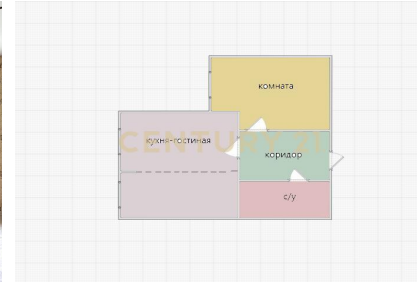 комната
кухня-гостиная
CENTURY 21
коридор
с/у